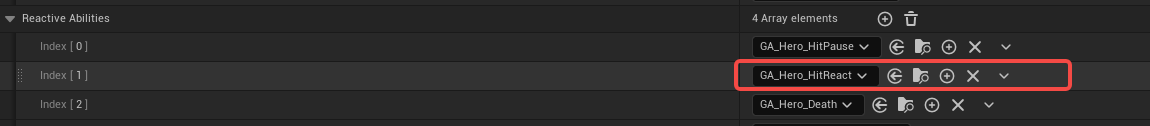 Reactive Abilities 4 Array elements
Index [ 0 ] GA_Hero_HitPause
Index [ 1 ] GA_Hero_HitReact
Index [ 2 ] GA_Hero_Death